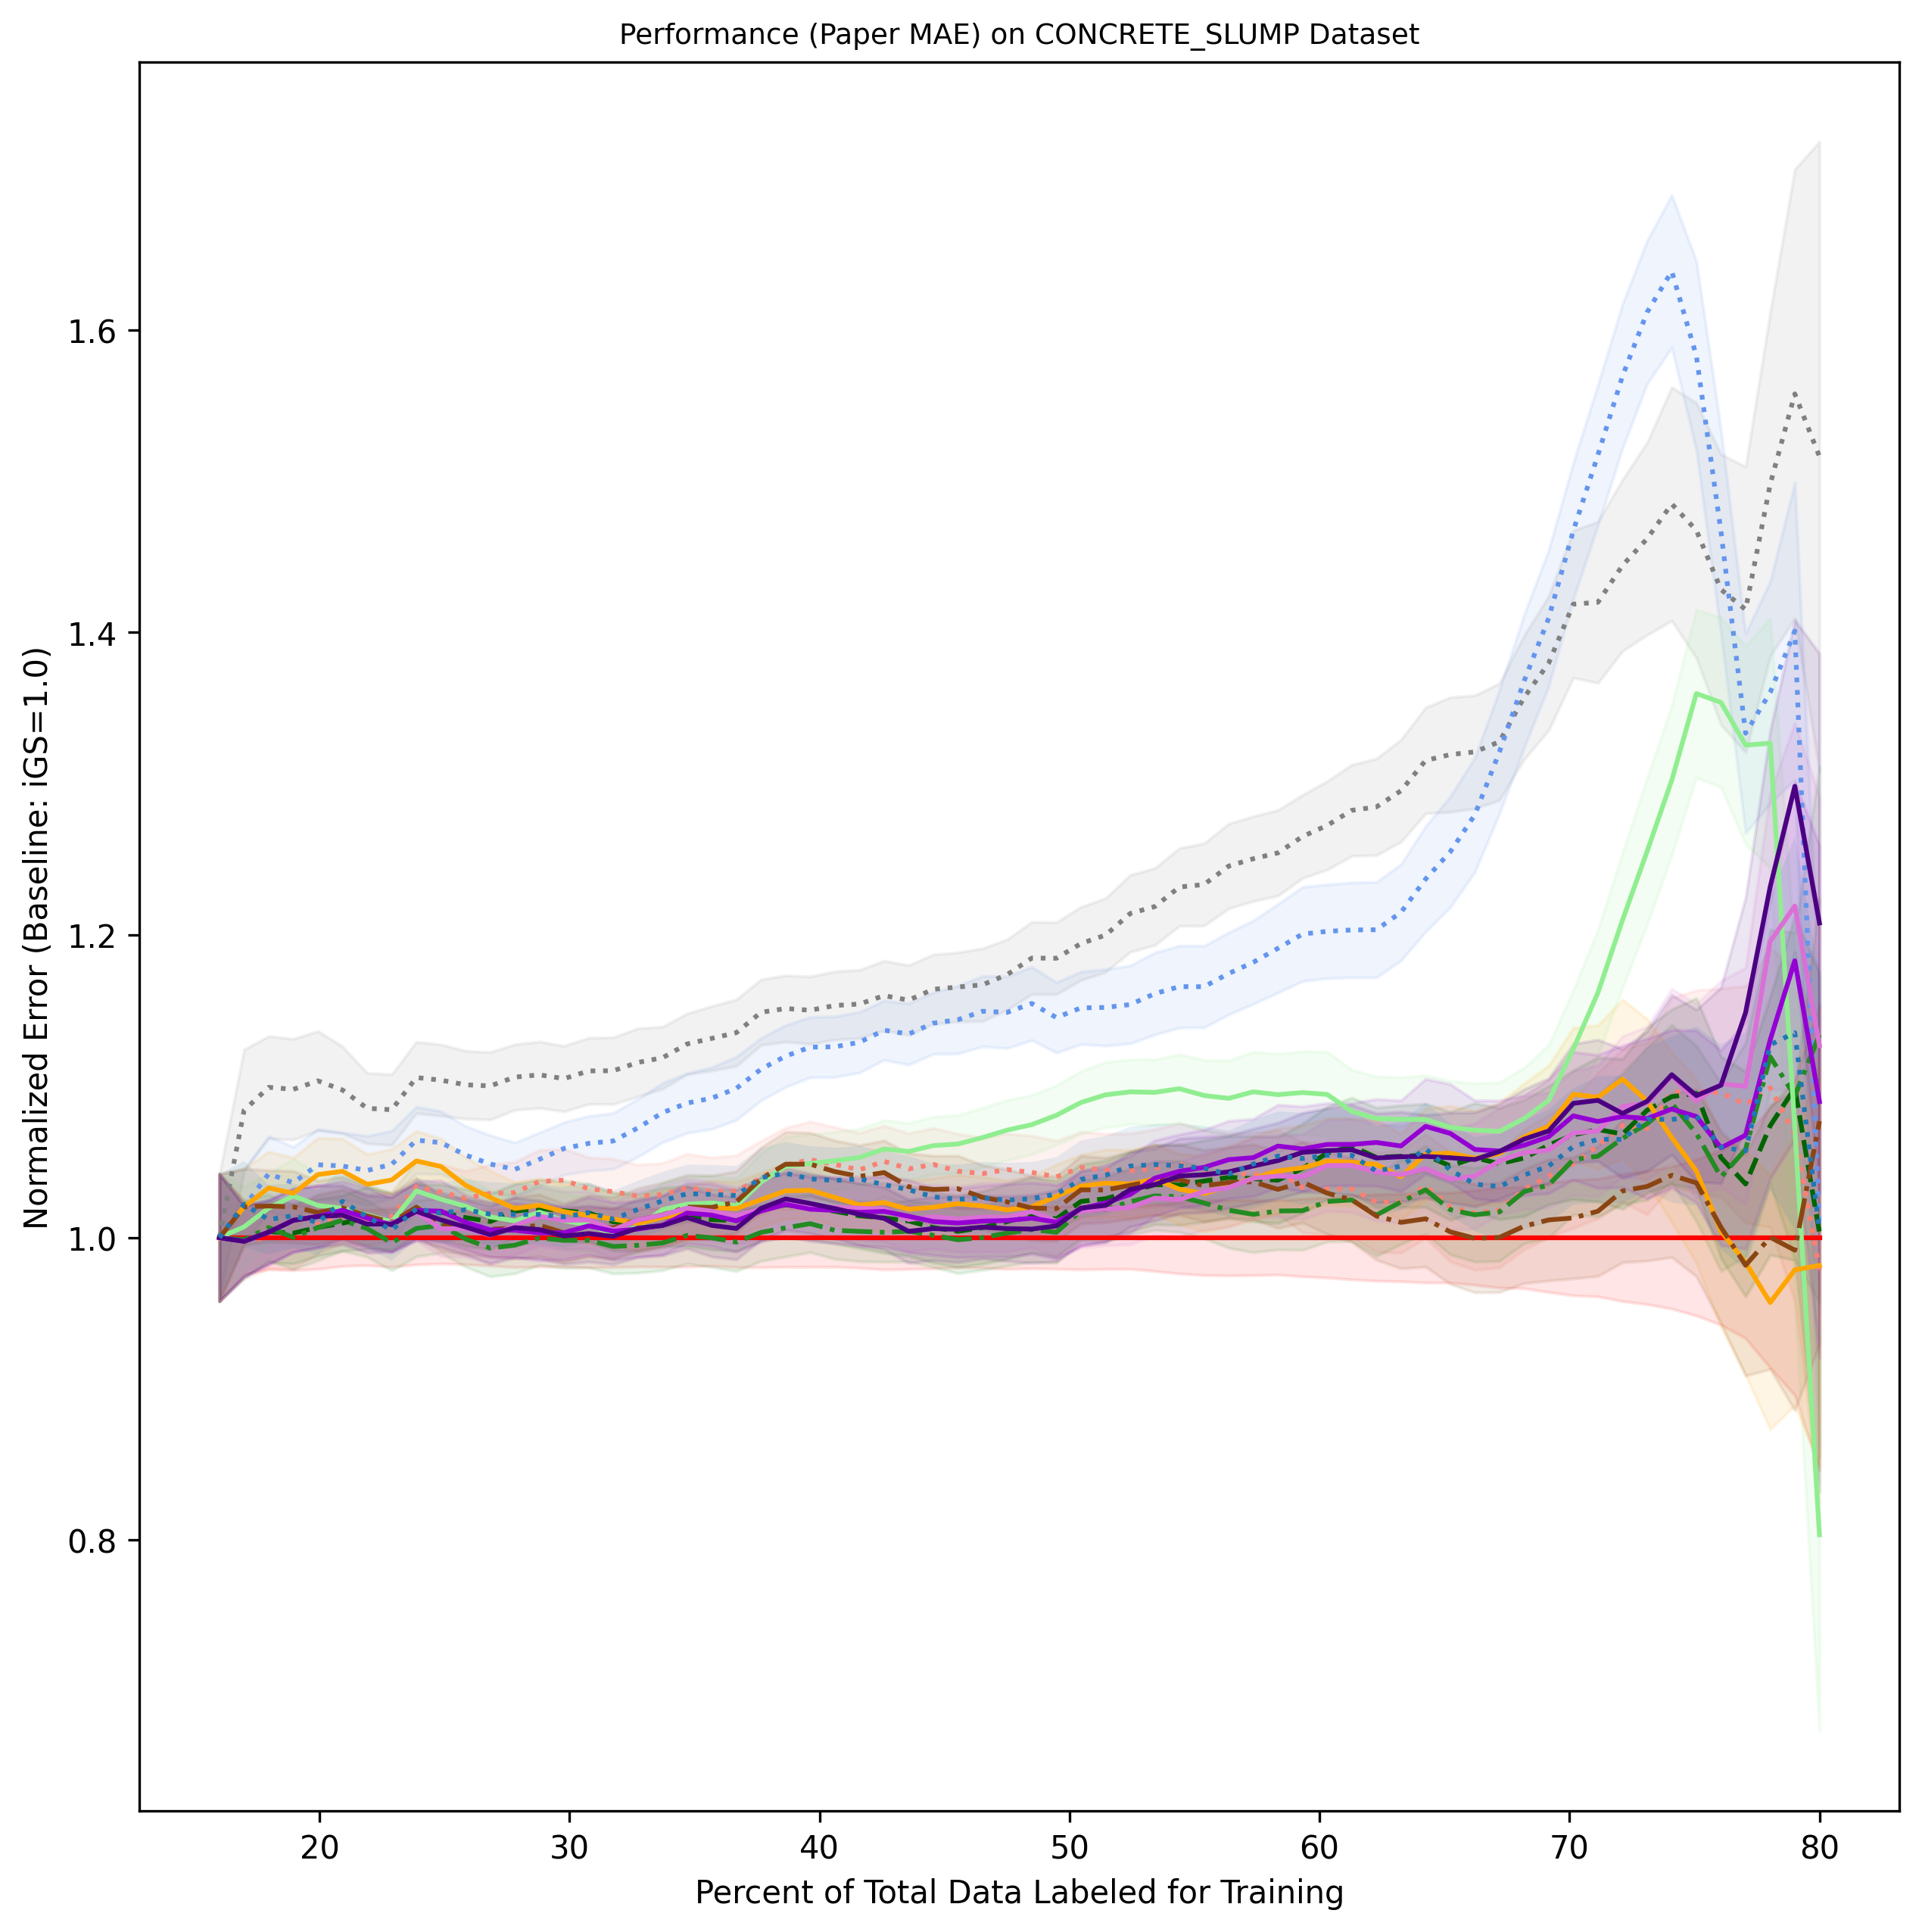 Performance (Paper MAE) on CONCRETE_SLUMP Dataset
Normalized Error (Baseline: iGS=1.0)
1.6
1.4
1.2
1.0
0.8
20 30 40 50 60 70 80
Percent of Total Data Labeled for Training